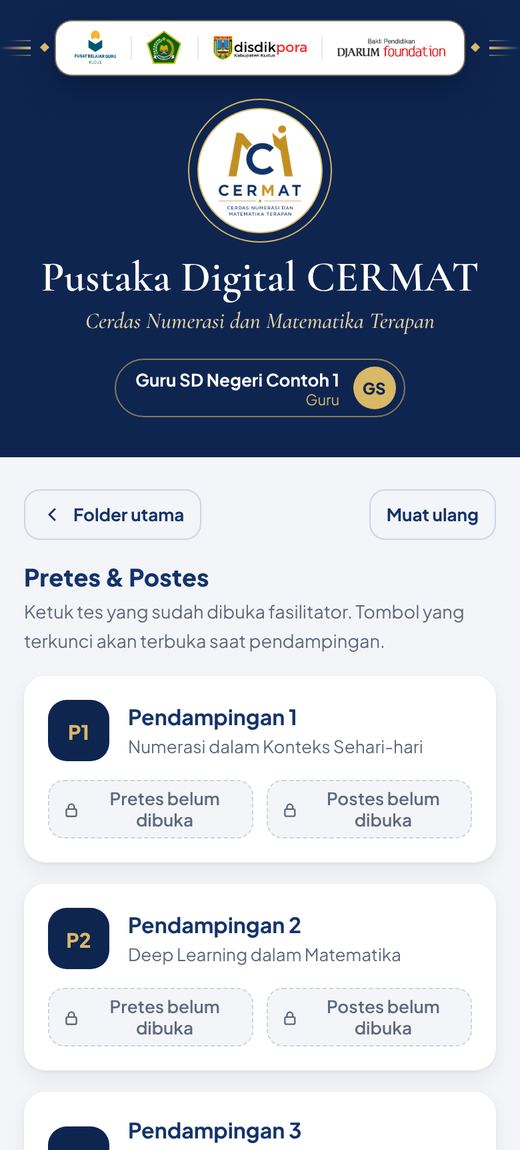 PUSAT BELAJAR GURU
KUDUS
disdikpora
Kabupaten Kudus
Bakti Pendidikan
DJARUM foundation
CERMAT
CERDAS NUMERASI DAN
MATEMATIKA TERAPAN
Pustaka Digital CERMAT
Cerdas Numerasi dan Matematika Terapan
Guru SD Negeri Contoh 1
Guru
GS
Folder utama
Muat ulang
Pretes & Postes
Ketuk tes yang sudah dibuka fasilitator. Tombol yang
terkunci akan terbuka saat pendampingan.
P1
Pendampingan 1
Numerasi dalam Konteks Sehari-hari
Pretes belum
dibuka
Postes belum
dibuka
P2
Pendampingan 2
Deep Learning dalam Matematika
Pretes belum
dibuka
Postes belum
dibuka
Pendampingan 3